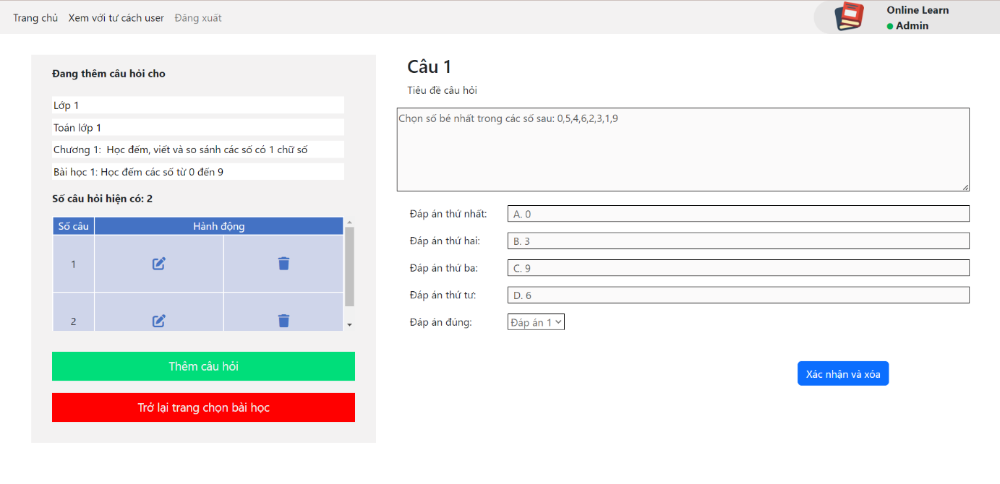 Trang chủ Xem với tư cách user Đăng xuất
Online Learn
Admin
Đang thêm câu hỏi cho
Lớp 1
Toán lớp 1
Chương 1: Học đếm, viết và so sánh các số có 1 chữ số
Bài học 1: Học đếm các số từ 0 đến 9
Số câu hỏi hiện có: 2
Số câu Hành động
1
2
Thêm câu hỏi
Trở lại trang chọn bài học
Câu 1
Tiêu đề câu hỏi
Chọn số bé nhất trong các số sau: 0,5,4,6,2,3,1,9
Đáp án thứ nhất: A. 0
Đáp án thứ hai: B. 3
Đáp án thứ ba: C. 9
Đáp án thứ tư: D. 6
Đáp án đúng: Đáp án 1
Xác nhận và xóa